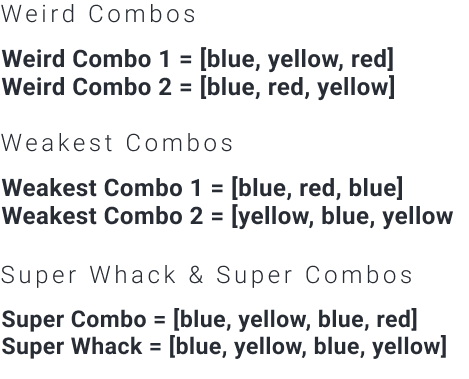 Weird Combos
Weird Combo 1 = [blue, yellow, red]
Weird Combo 2 = [blue, red, yellow]
Weakest Combos
Weakest Combo 1 = [blue, red, blue]
Weakest Combo 2 = [yellow, blue, yellow
Super Whack & Super Combos
Super Combo = [blue, yellow, blue, red]
Super Whack = [blue, yellow, blue, yellow]